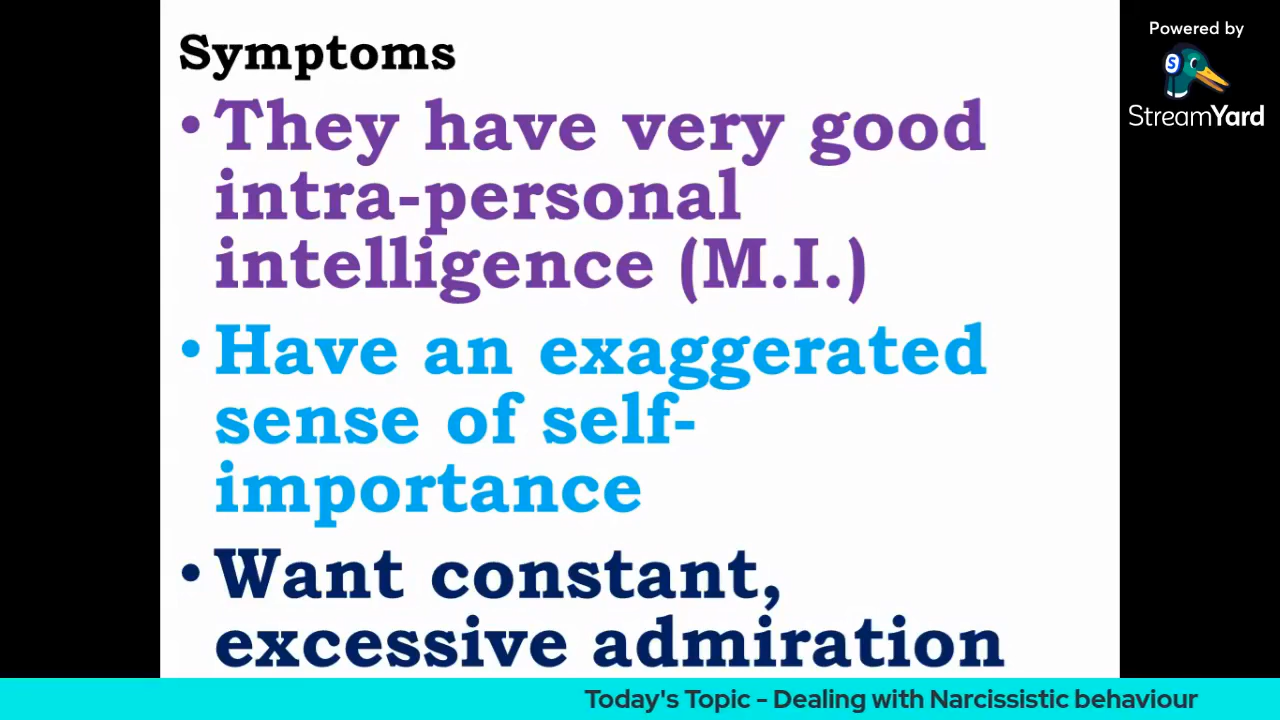 Symptoms
• They have very good
intra-personal
intelligence (M.I.)
• Have an exaggerated
sense of self-
importance
• Want constant,
excessive admiration
Powered by
S
StreamYard
Today's Topic - Dealing with Narcissistic behaviour